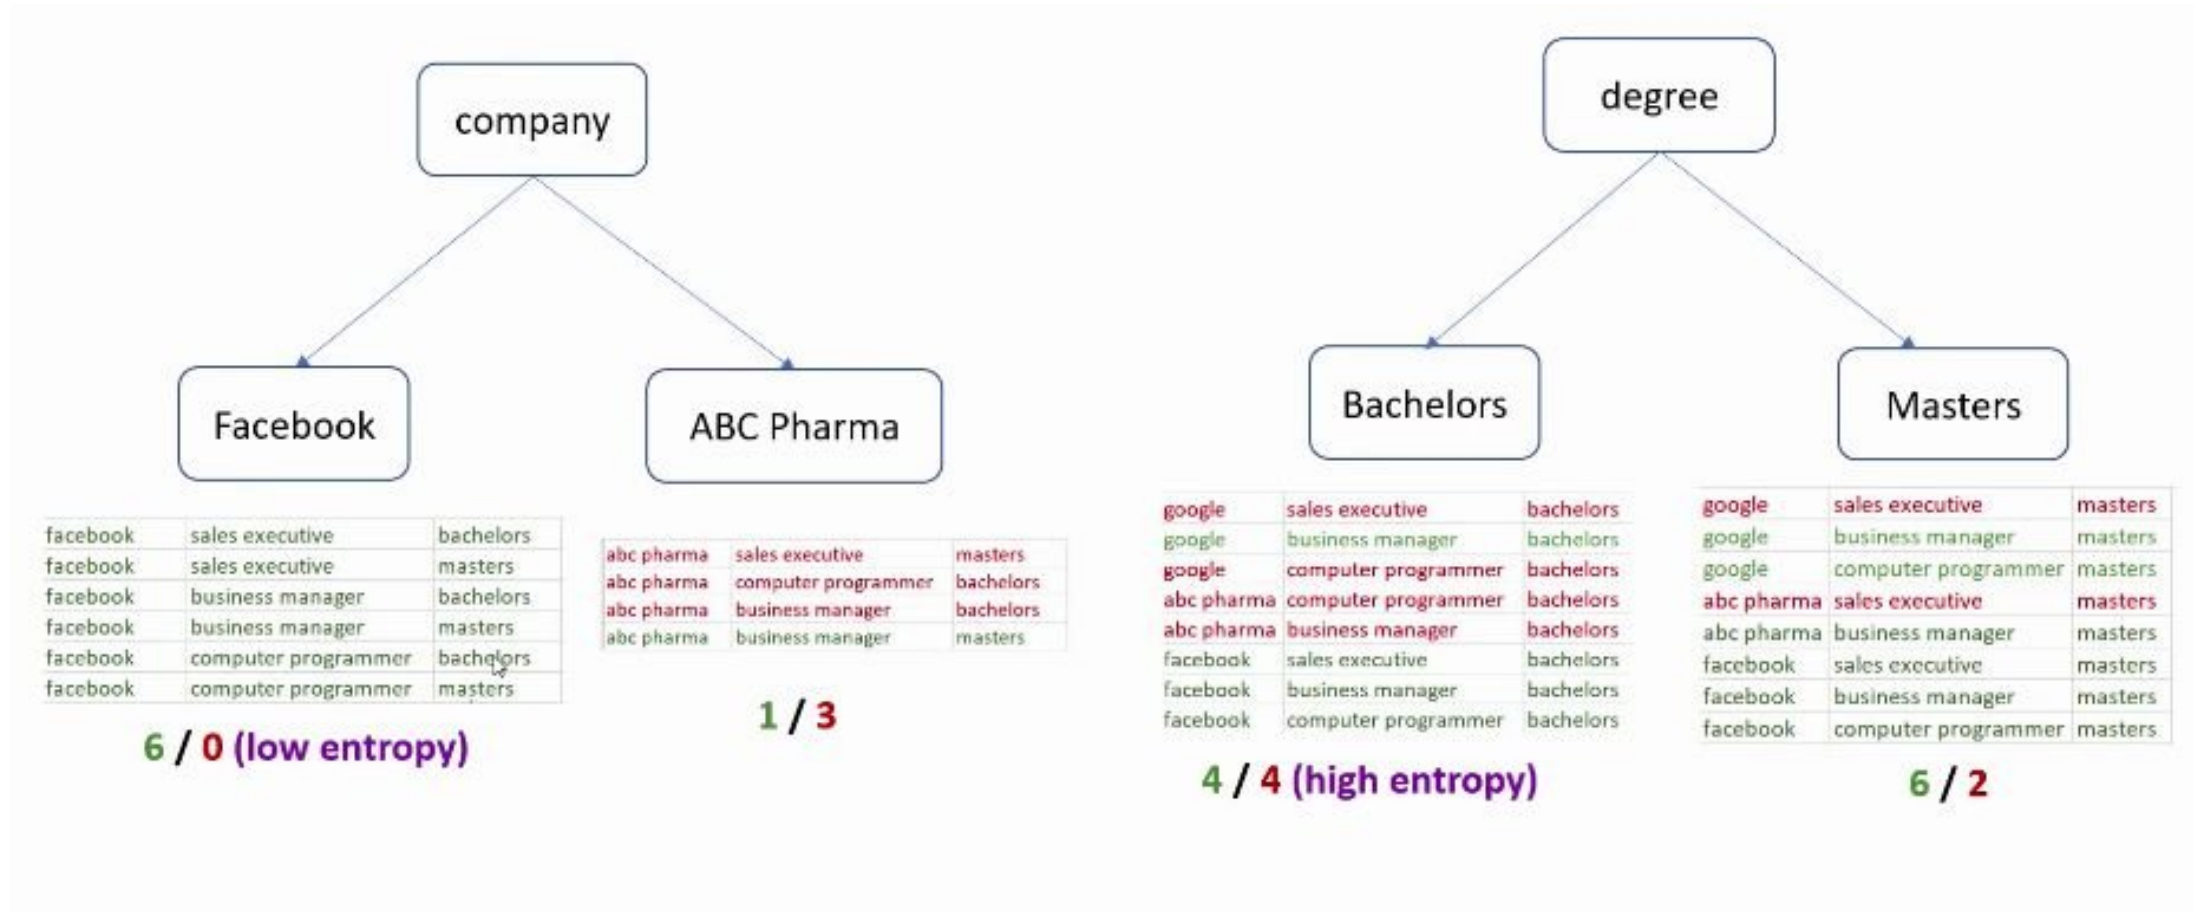 company
Facebook
ABC Pharma
facebook sales executive bachelors
facebook sales executive masters
facebook business manager bachelors
facebook business manager masters
facebook computer programmer bachelors
facebook computer programmer masters
6 / 0 (low entropy)
abc pharma sales executive masters
abc pharma computer programmer bachelors
abc pharma business manager bachelors
abc pharma business manager masters
1 / 3
degree
Bachelors
Masters
google sales executive bachelors
google business manager bachelors
google computer programmer bachelors
abc pharma computer programmer bachelors
abc pharma business manager bachelors
facebook sales executive bachelors
facebook business manager bachelors
facebook computer programmer bachelors
4 / 4 (high entropy)
google sales executive masters
google business manager masters
google computer programmer masters
abc pharma sales executive masters
abc pharma business manager masters
facebook sales executive masters
facebook business manager masters
facebook computer programmer masters
6 / 2